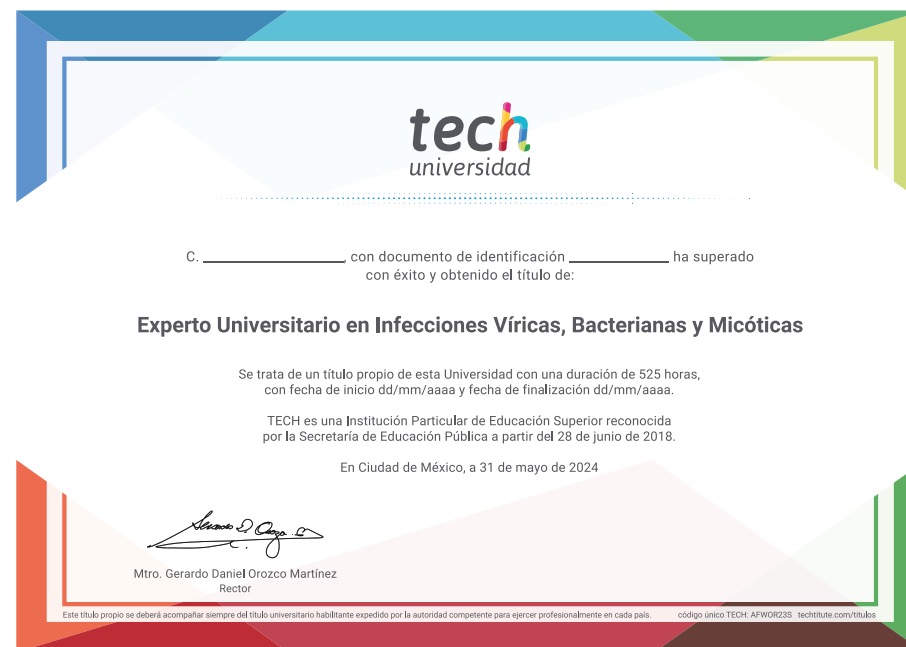 tech
universidad
C. ____________________, con documento de identificación ______________ ha superado
con éxito y obtenido el título de:
Experto Universitario en Infecciones Víricas, Bacterianas y Micóticas
Se trata de un título propio de esta Universidad con una duración de 525 horas,
con fecha de inicio dd/mm/aaaa y fecha de finalización dd/mm/aaaa.
TECH es una Institución Particular de Educación Superior reconocida
por la Secretaría de Educación Pública a partir del 28 de junio de 2018.
En Ciudad de México, a 31 de mayo de 2024
Mtro. Gerardo Daniel Orozco Martínez
Rector
Este título propio se deberá acompañar siempre del título universitario habilitante expedido por la autoridad competente para ejercer profesionalmente en cada país. código único TECH: AFWOR23S techtitute.com/titulos